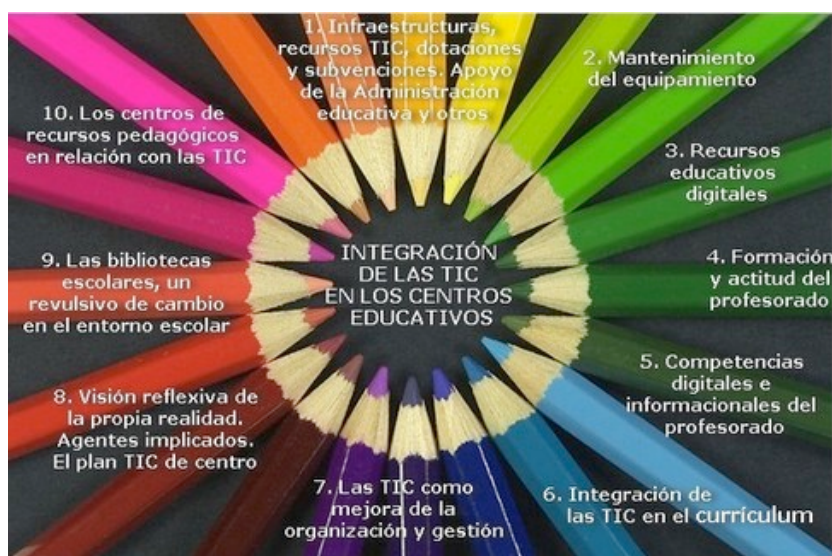 INTEGRACIÓN
DE LAS TIC
EN LOS CENTROS
EDUCATIVOS
1. Infraestructuras,
recursos TIC, dotaciones
y subvenciones. Apoyo
de la Administración
educativa y otros
2. Mantenimiento
del equipamiento
3. Recursos
educativos
digitales
4. Formación
y actitud del
profesorado
5. Competencias
digitales e
informacionales del
profesorado
6. Integración de
las TIC en el currículum
7. Las TIC como
mejora de la
organización y gestión
8. Visión reflexiva de
la propia realidad.
Agentes implicados.
El plan TIC de centro
9. Las bibliotecas
escolares, un
revulsivo de cambio
en el entorno escolar
10. Los centros de
recursos pedagógicos
en relación con las TIC